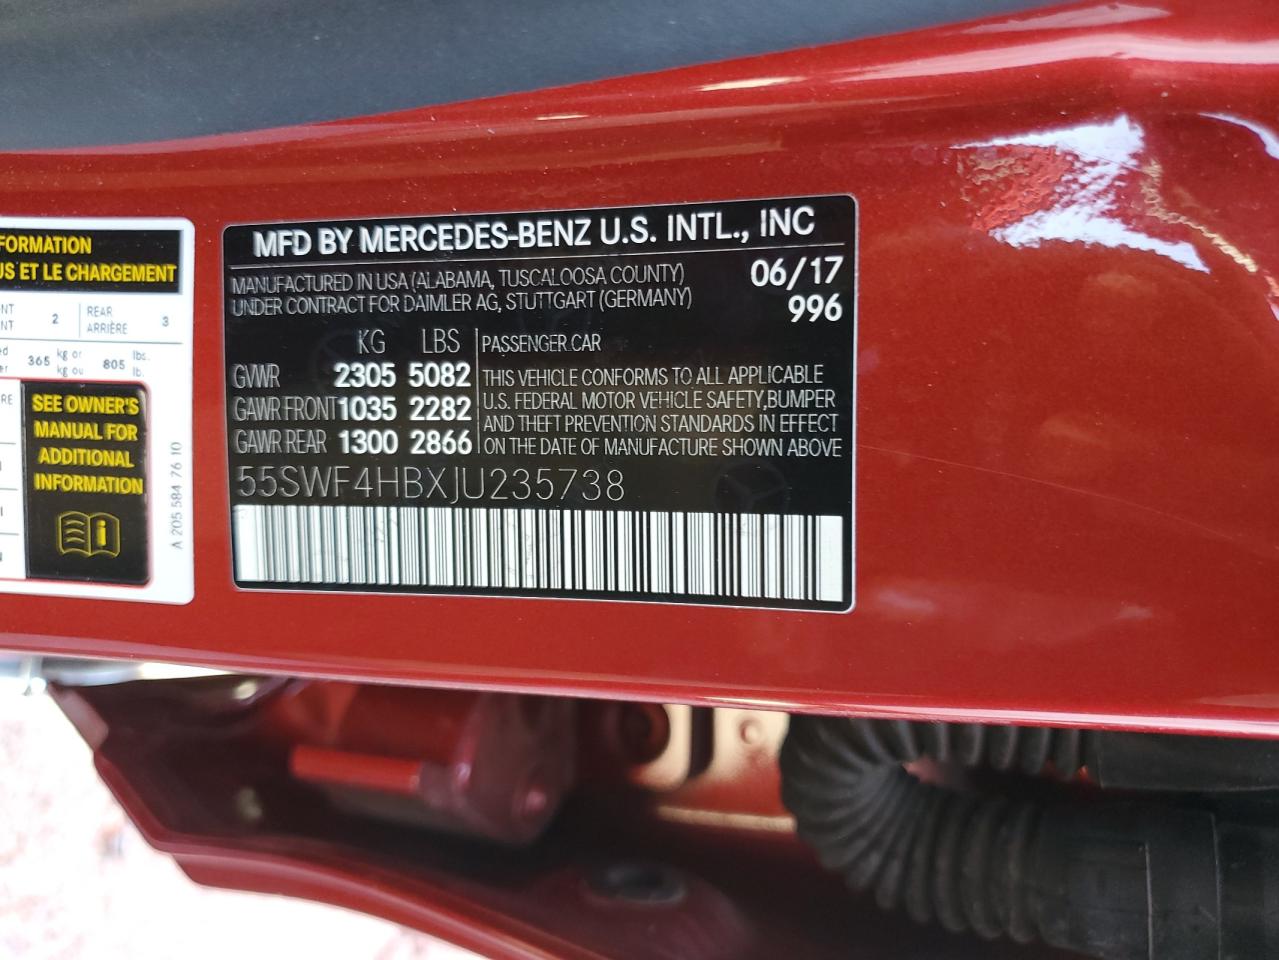 FORMATION
US ET LE CHARGEMENT
NT 2 REAR 3
NT ARRIÈRE
365 kg or 805 lbs.
kg ou lb.
RE
SEE OWNER'S
MANUAL FOR
ADDITIONAL
INFORMATION
A 205 584 76 10
MFD BY MERCEDES-BENZ U.S. INTL., INC
MANUFACTURED IN USA (ALABAMA, TUSCALOOSA COUNTY) 06/17
UNDER CONTRACT FOR DAIMLER AG, STUTTGART (GERMANY) 996
KG LBS PASSENGER CAR
GVWR 2305 5082 THIS VEHICLE CONFORMS TO ALL APPLICABLE
U.S. FEDERAL MOTOR VEHICLE SAFETY, BUMPER
GAWR FRONT 1035 2282 AND THEFT PREVENTION STANDARDS IN EFFECT
GAWR REAR 1300 2866 ON THE DATE OF MANUFACTURE SHOWN ABOVE
55SWF4HBXJU235738